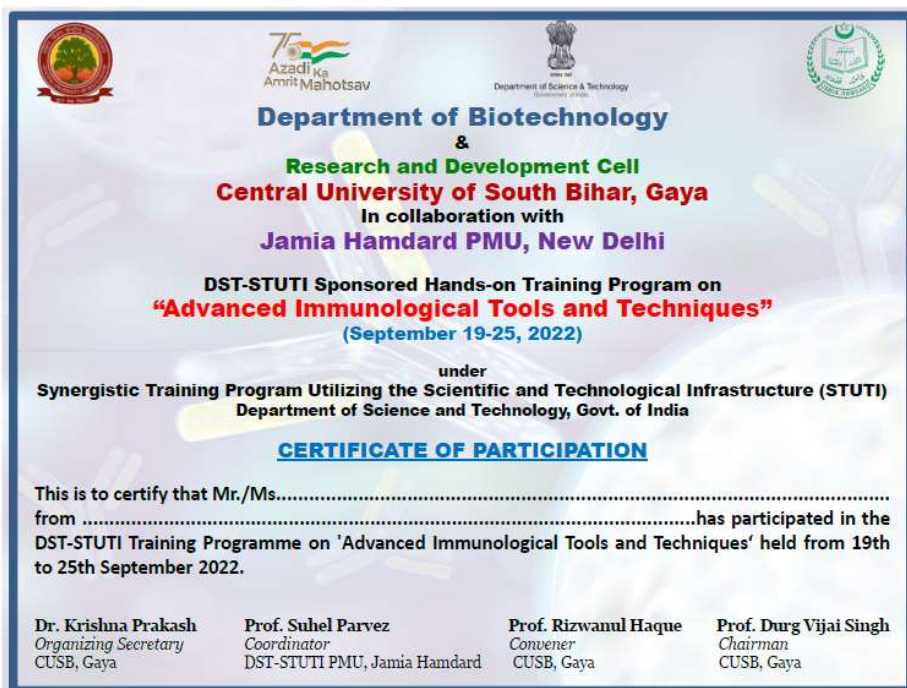 75
Azadi Ka
Amrit Mahotsav
Department of Science & Technology
Government of India
JAMIA HAMDARD
Department of Biotechnology
&
Research and Development Cell
Central University of South Bihar, Gaya
In collaboration with
Jamia Hamdard PMU, New Delhi
DST-STUTI Sponsored Hands-on Training Program on
“Advanced Immunological Tools and Techniques”
(September 19-25, 2022)
under
Synergistic Training Program Utilizing the Scientific and Technological Infrastructure (STUTI)
Department of Science and Technology, Govt. of India
CERTIFICATE OF PARTICIPATION
This is to certify that Mr./Ms...............................................................................................................
from ...............................................................................................................has participated in the
DST-STUTI Training Programme on 'Advanced Immunological Tools and Techniques‘ held from 19th
to 25th September 2022.
Dr. Krishna Prakash Prof. Suhel Parvez Prof. Rizwanul Haque Prof. Durg Vijai Singh
Organizing Secretary Coordinator Convener Chairman
CUSB, Gaya DST-STUTI PMU, Jamia Hamdard CUSB, Gaya CUSB, Gaya